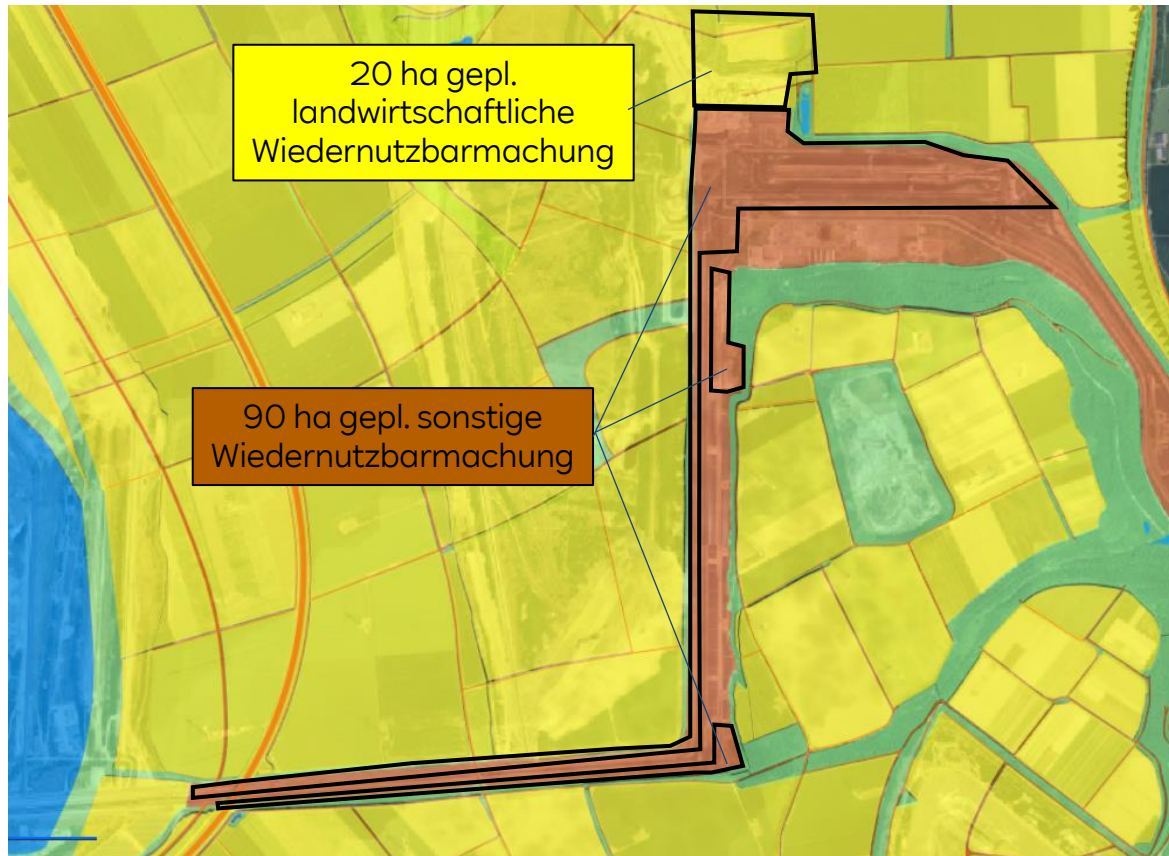 20 ha gepl.
landwirtschaftliche
Wiedernutzbarmachung
90 ha gepl. sonstige
Wiedernutzbarmachung